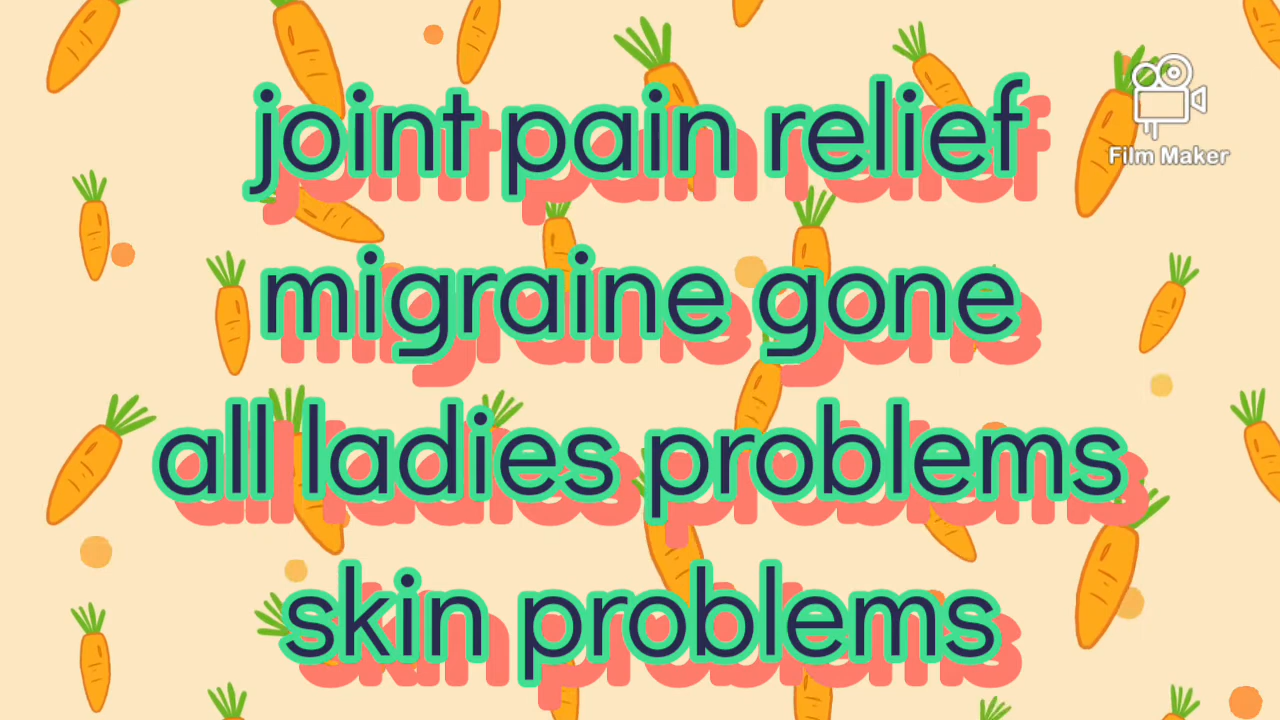 joint pain relief
Film Maker
migraine gone
all ladies problems
skin problems